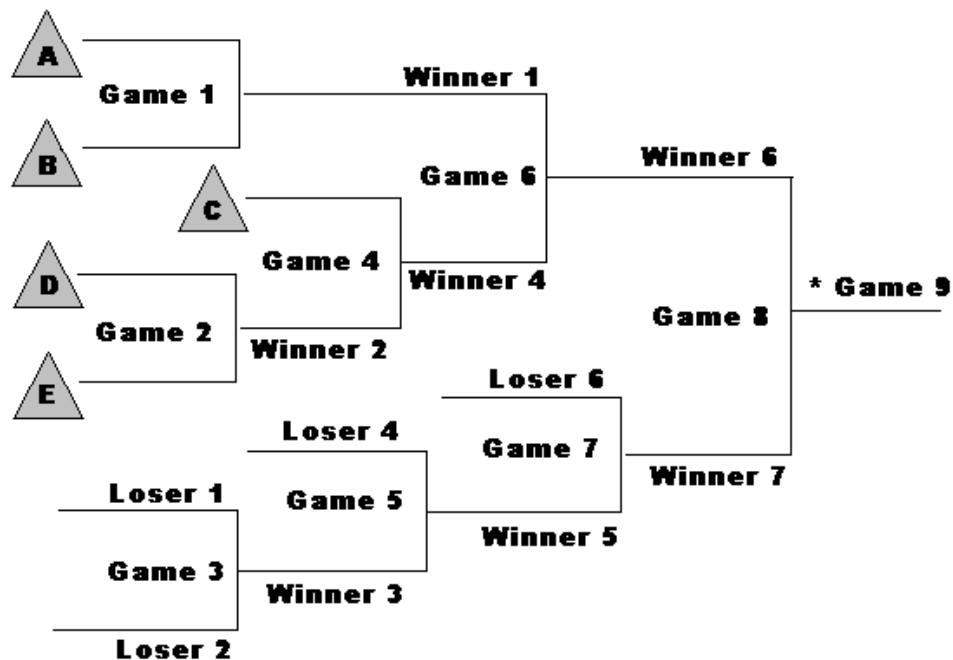 A
Winner 1
Game 1
B
Winner 6
Game 6
C
Game 4
Winner 4
D
* Game 9
Game 8
Game 2
Winner 2
E
Loser 6
Loser 4
Game 7
Winner 7
Loser 1
Game 5
Winner 5
Game 3
Winner 3
Loser 2